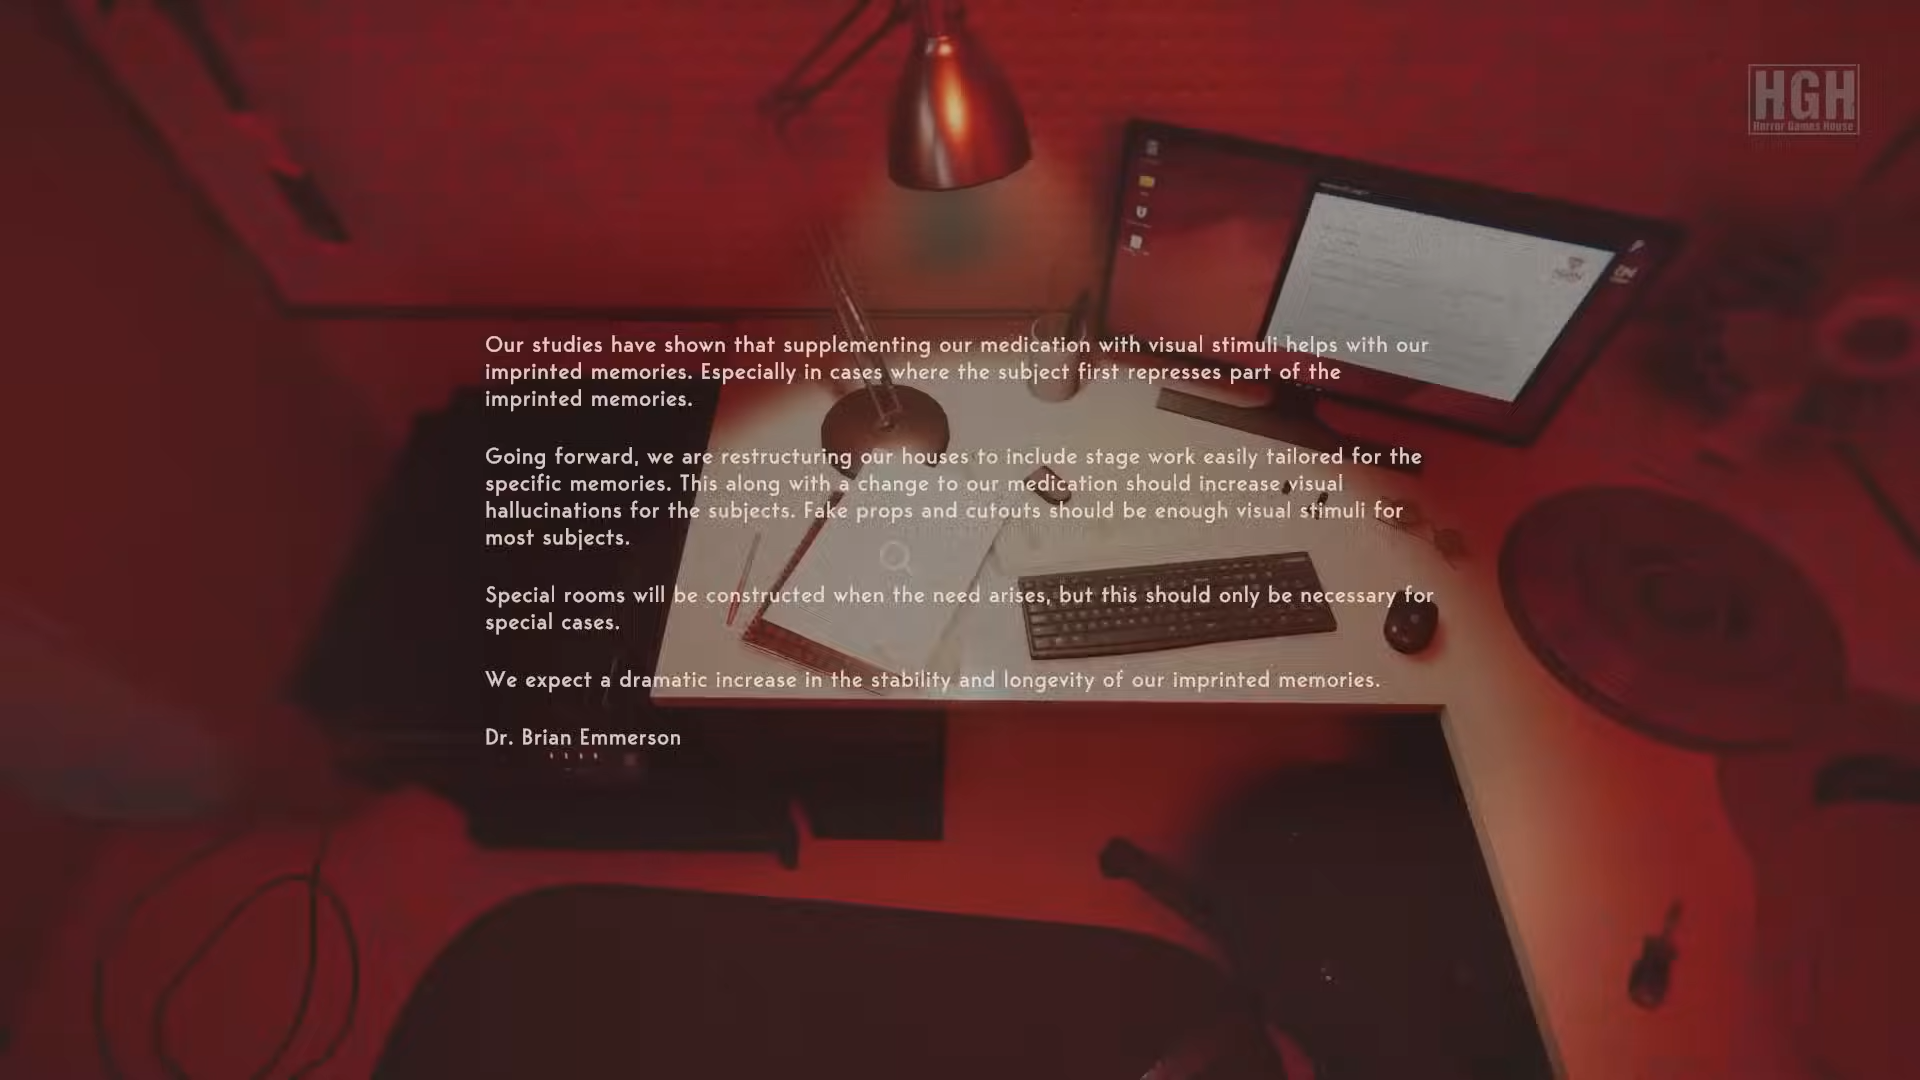 HGH
Horror Games House
Our studies have shown that supplementing our medication with visual stimuli helps with our
imprinted memories. Especially in cases where the subject first represses part of the
imprinted memories.
Going forward, we are restructuring our houses to include stage work easily tailored for the
specific memories. This along with a change to our medication should increase visual
hallucinations for the subjects. Fake props and cutouts should be enough visual stimuli for
most subjects.
Special rooms will be constructed when the need arises, but this should only be necessary for
special cases.
We expect a dramatic increase in the stability and longevity of our imprinted memories.
Dr. Brian Emmerson